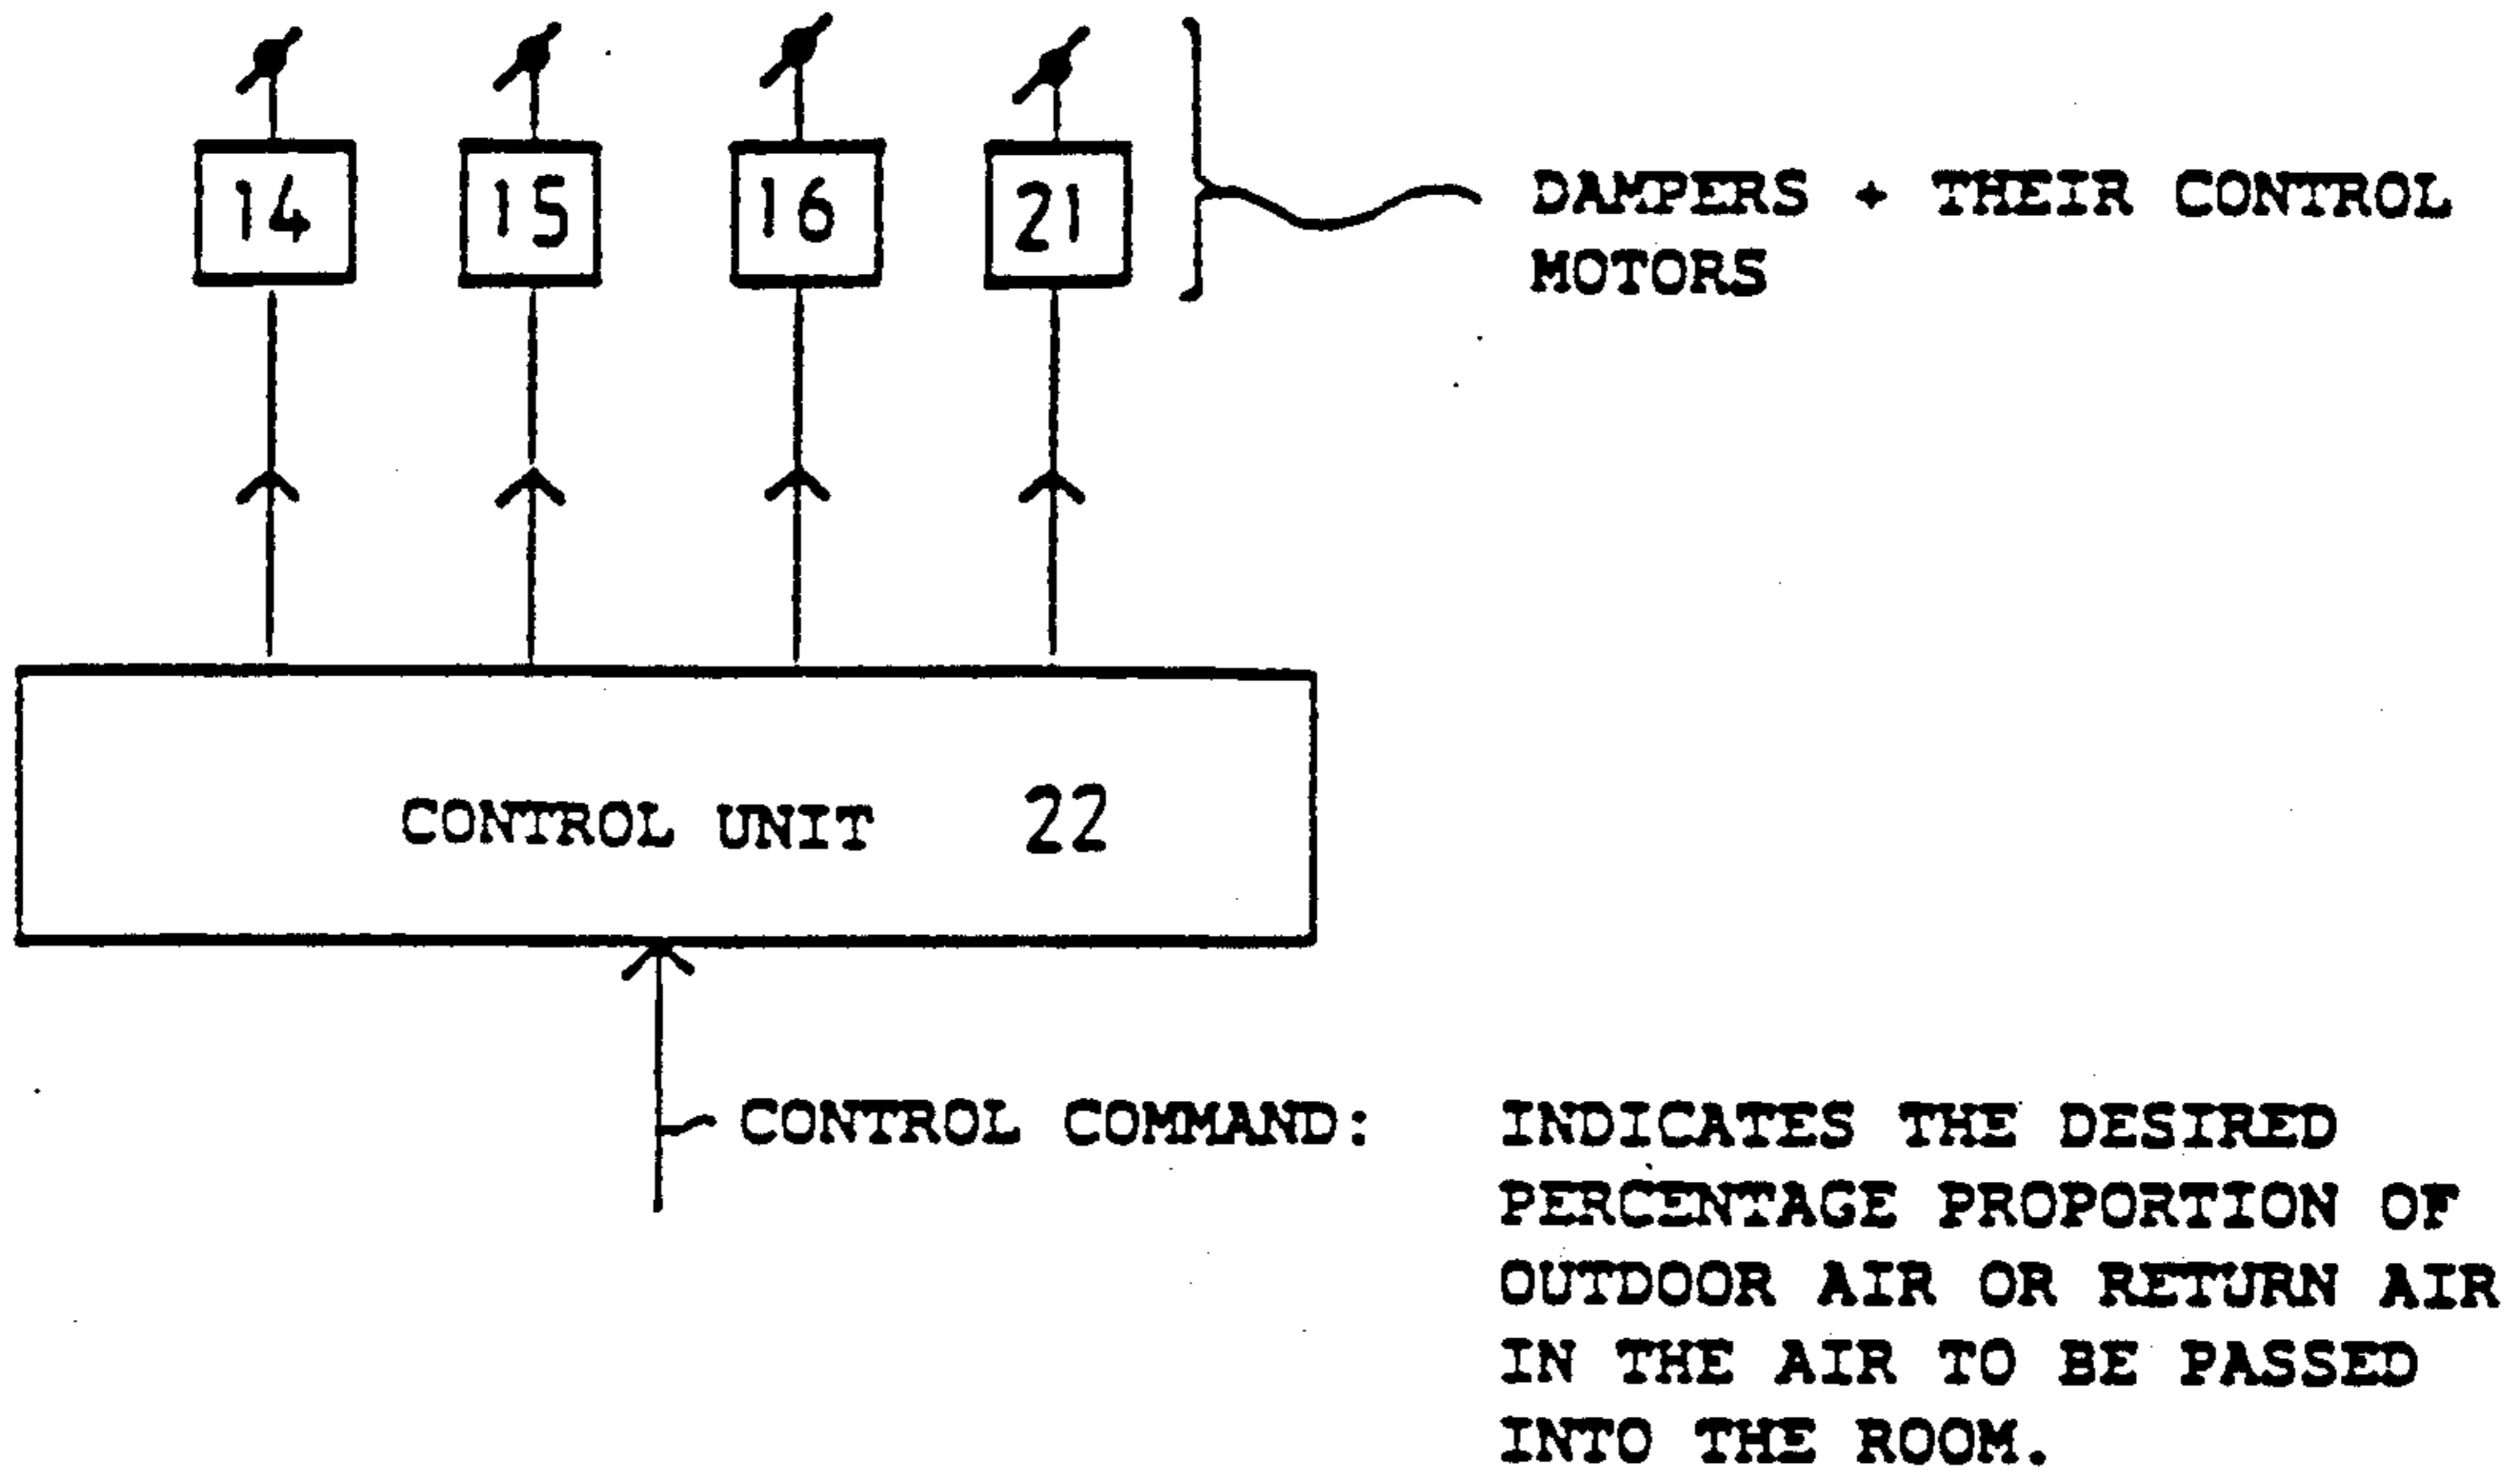 14 15 16 21
DAMPERS + THEIR CONTROL
MOTORS
CONTROL UNIT 22
CONTROL COMMAND: INDICATES THE DESIRED
PERCENTAGE PROPORTION OF
OUTDOOR AIR OR RETURN AIR
IN THE AIR TO BE PASSED
INTO THE ROOM.